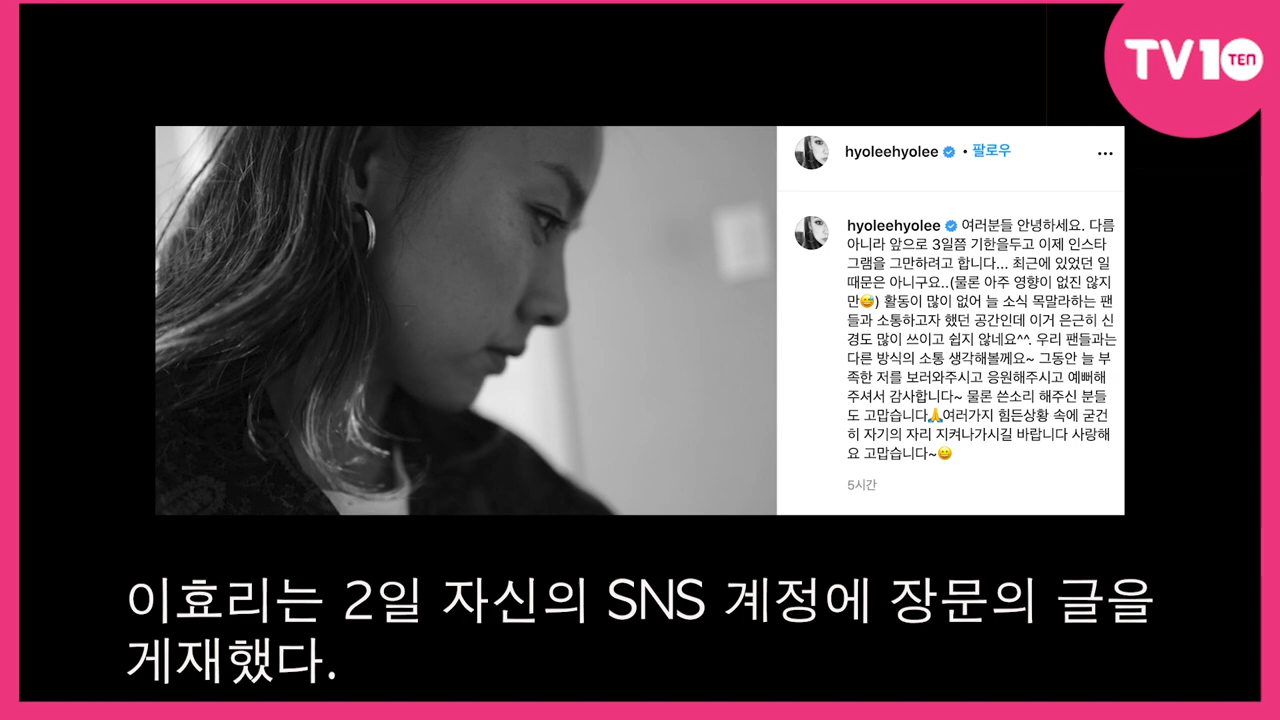 TV10
TEN
hyoleehyolee • 팔로우
hyoleehyolee 여러분들 안녕하세요. 다름
아니라 앞으로 3일쯤 기한을두고 이제 인스타
그램을 그만하려고 합니다... 최근에 있었던 일
때문은 아니구요..(물론 아주 영향이 없진 않지
만😅) 활동이 많이 없어 늘 소식 목말라하는 팬
들과 소통하고자 했던 공간인데 이거 은근히 신
경도 많이 쓰이고 쉽지 않네요^^. 우리 팬들과는
다른 방식의 소통 생각해볼께요~ 그동안 늘 부
족한 저를 보러와주시고 응원해주시고 예뻐해
주셔서 감사합니다~ 물론 쓴소리 해주신 분들
도 고맙습니다🙏여러가지 힘든상황 속에 굳건
히 자기의 자리 지켜나가시길 바랍니다 사랑해
요 고맙습니다~😄
5시간
이효리는 2일 자신의 SNS 계정에 장문의 글을
게재했다.